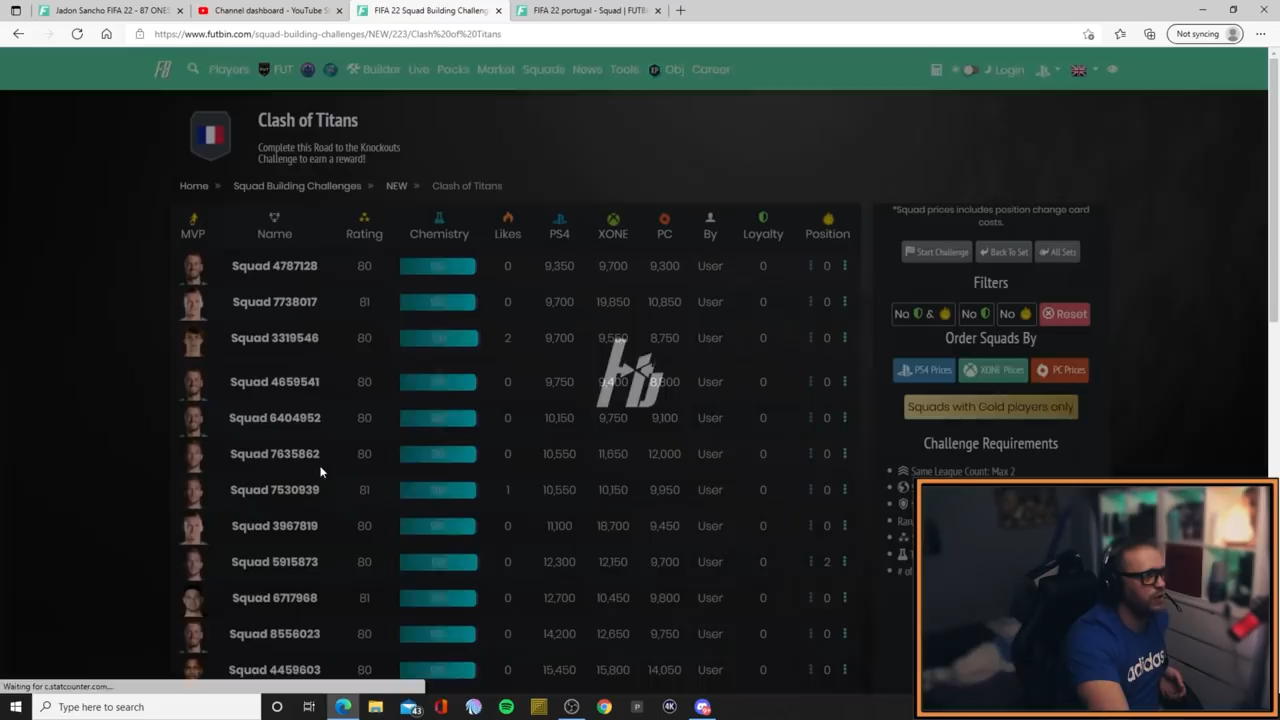 Jadon Sancho FIFA 22 - 87 ONES
Channel dashboard - YouTube S
FIFA 22 Squad Building Challeng
FIFA 22 portugal - Squad | FUTB
https://www.futbin.com/squad-building-challenges/NEW/223/Clash%20of%20Titans
Not syncing
Players FUT Builder Live Packs Market Squads News Tools Obj Career Login
Clash of Titans
Complete this Road to the Knockouts
Challenge to earn a reward!
Home » Squad Building Challenges » NEW » Clash of Titans
MVP Name Rating Chemistry Likes PS4 XONE PC By Loyalty Position
Squad 4787128 80 0 9,350 9,700 9,300 User 0 0
Squad 7738017 81 0 9,700 19,850 10,850 User 0 0
Squad 3319546 80 2 9,700 9,550 8,750 User 0 0
Squad 4659541 80 0 9,750 9,400 8,800 User 0 0
Squad 6404952 80 0 10,150 9,750 9,100 User 0 0
Squad 7635862 80 0 10,550 11,650 12,000 User 0 0
Squad 7530939 81 1 10,550 10,150 9,950 User 0 0
Squad 3967819 80 0 11,100 18,700 9,450 User 0 0
Squad 5915873 80 0 12,300 12,150 9,700 User 0 2
Squad 6717968 81 0 12,700 10,450 9,800 User 0 0
Squad 8556023 80 0 14,200 12,650 9,750 User 0 0
Squad 4459603 80 0 15,450 15,800 14,050 User 0 0
*Squad prices includes position change card
costs.
Start Challenge Back To Set All Sets
Filters
No & No No Reset
Order Squads By
PS4 Prices XONE Prices PC Prices
Squads with Gold players only
Challenge Requirements
Same League Count: Max 2
Ran
# of
adidas
Waiting for c.statcounter.com...
Type here to search
43
4K